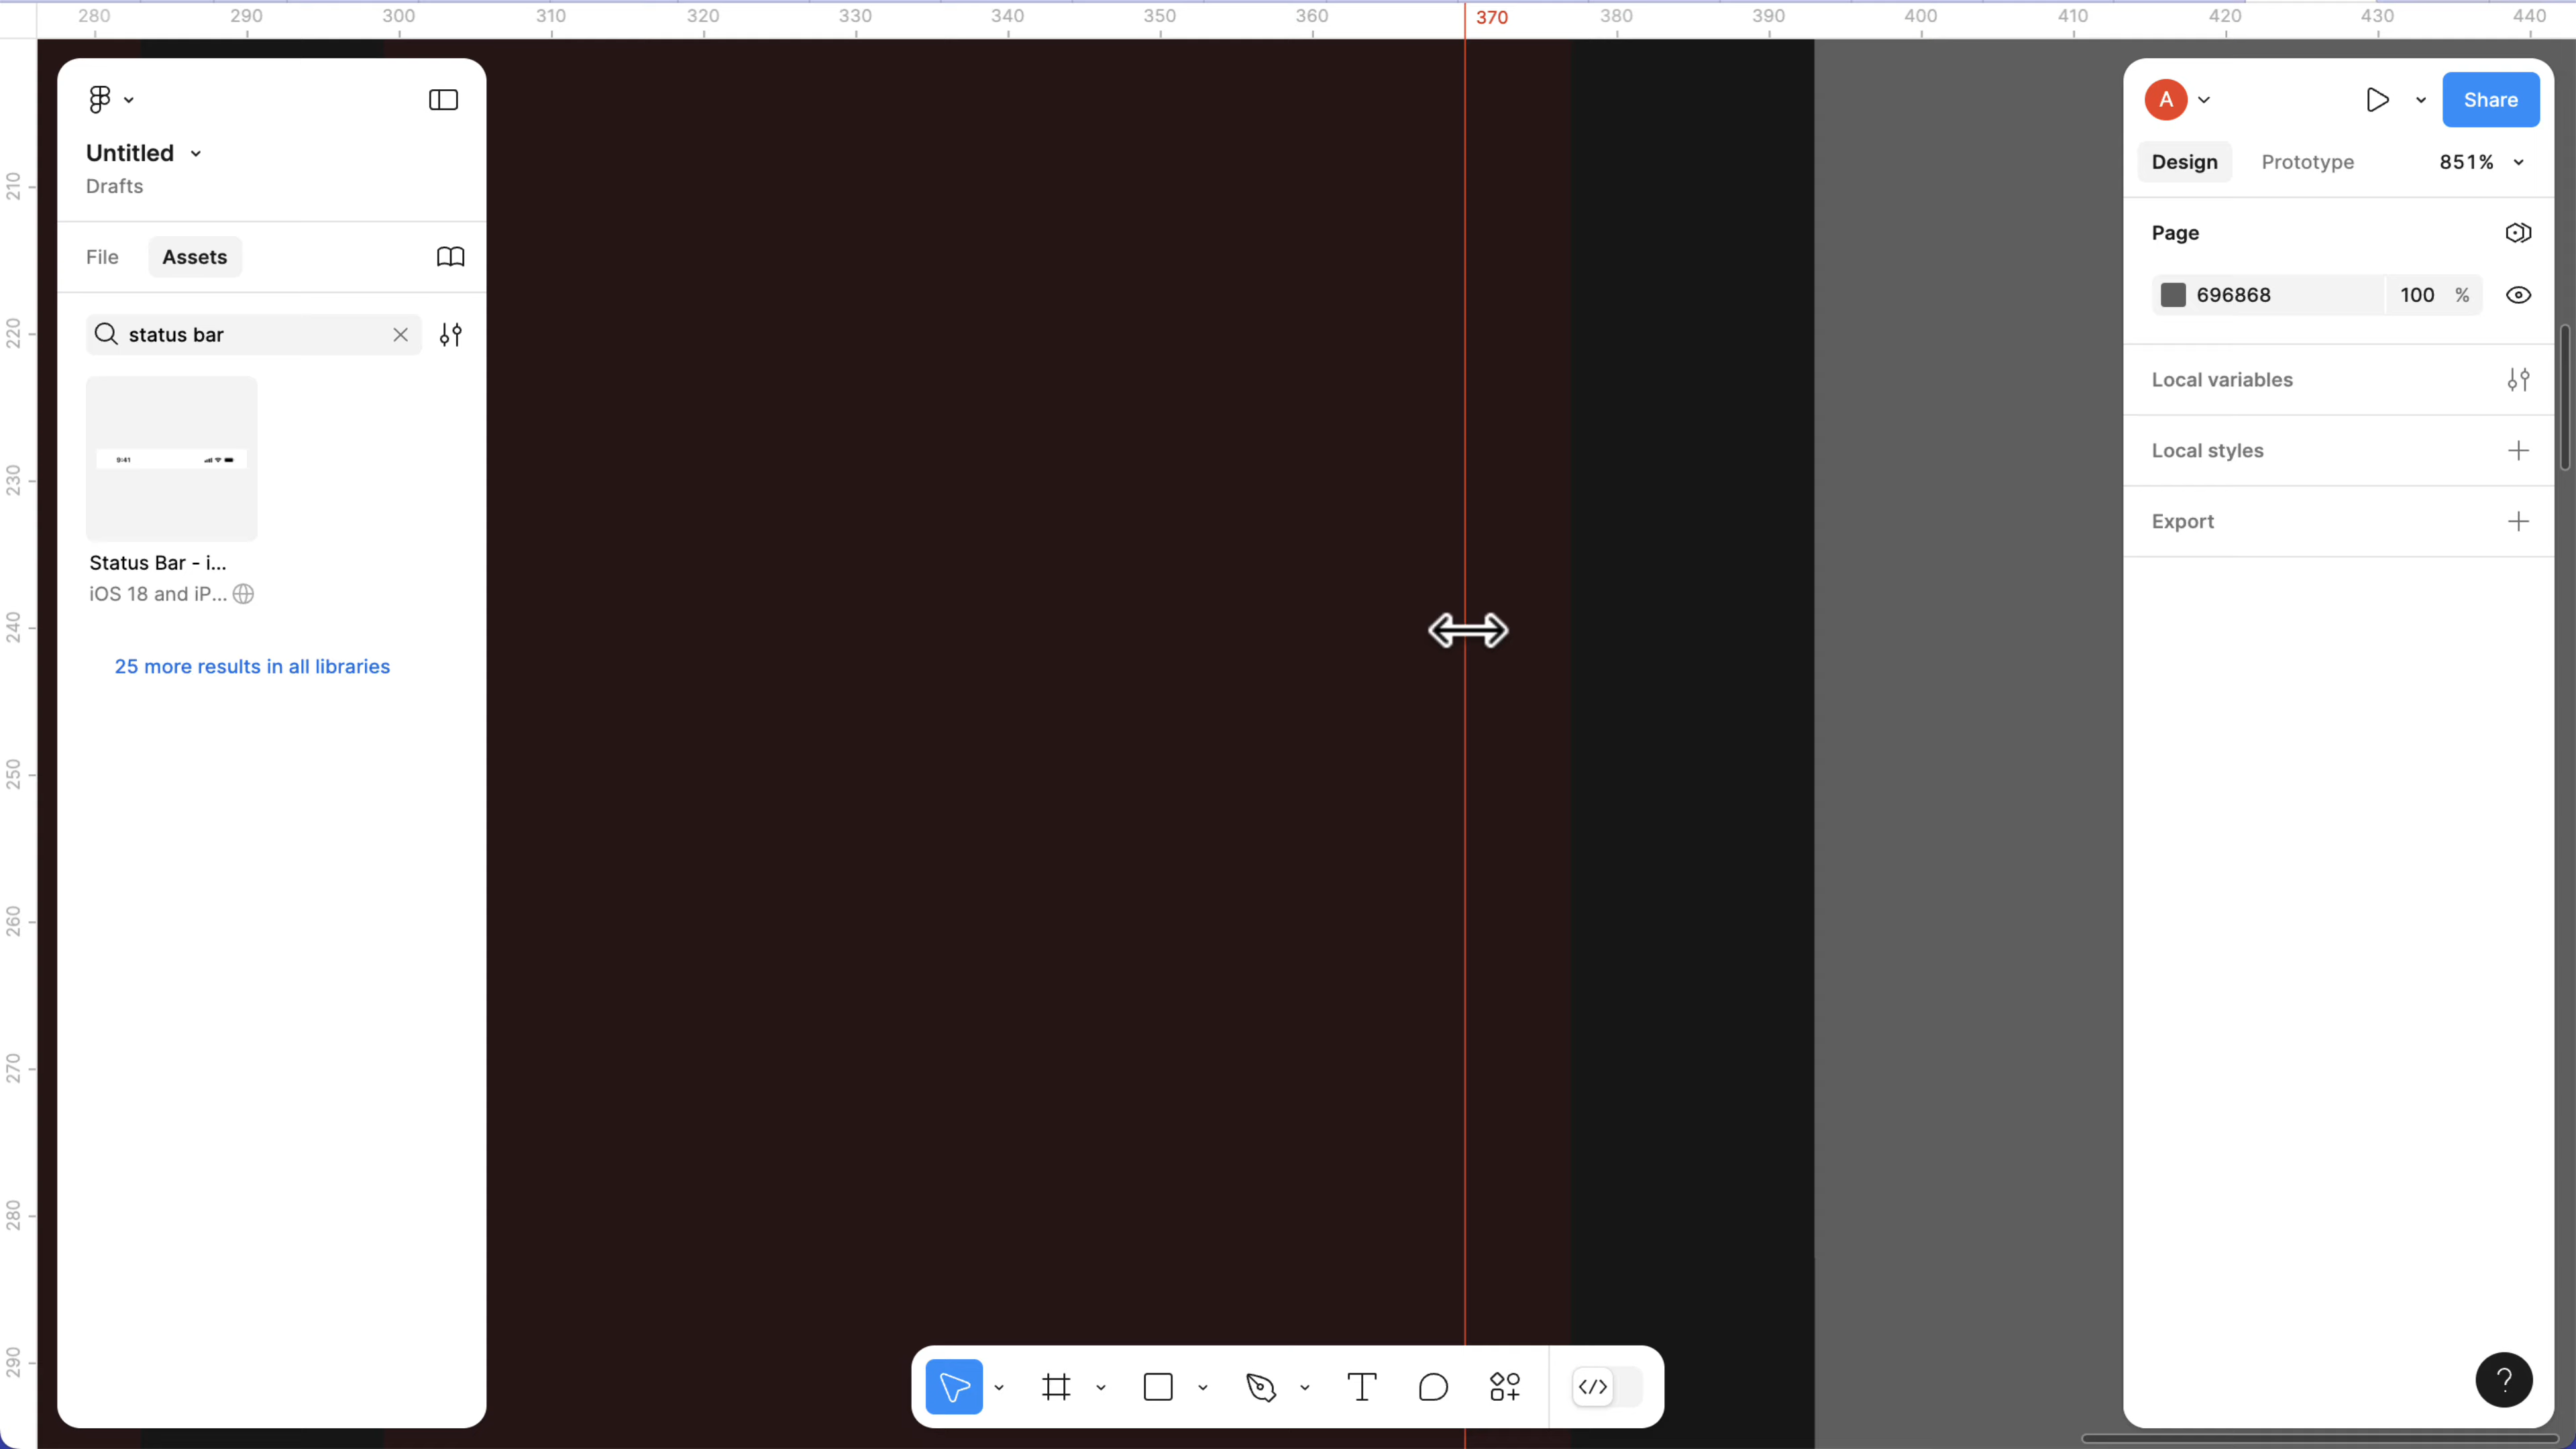 280 290 300 310 320 330 340 350 360 370 380 390 400 410 420 430 440
210
220
230
240
250
260
270
280
290
Untitled
Drafts
File Assets
status bar
9:41
Status Bar - i...
iOS 18 and iP...
25 more results in all libraries
A Share
Design Prototype 851%
Page
696868 100 %
Local variables
Local styles
Export
?